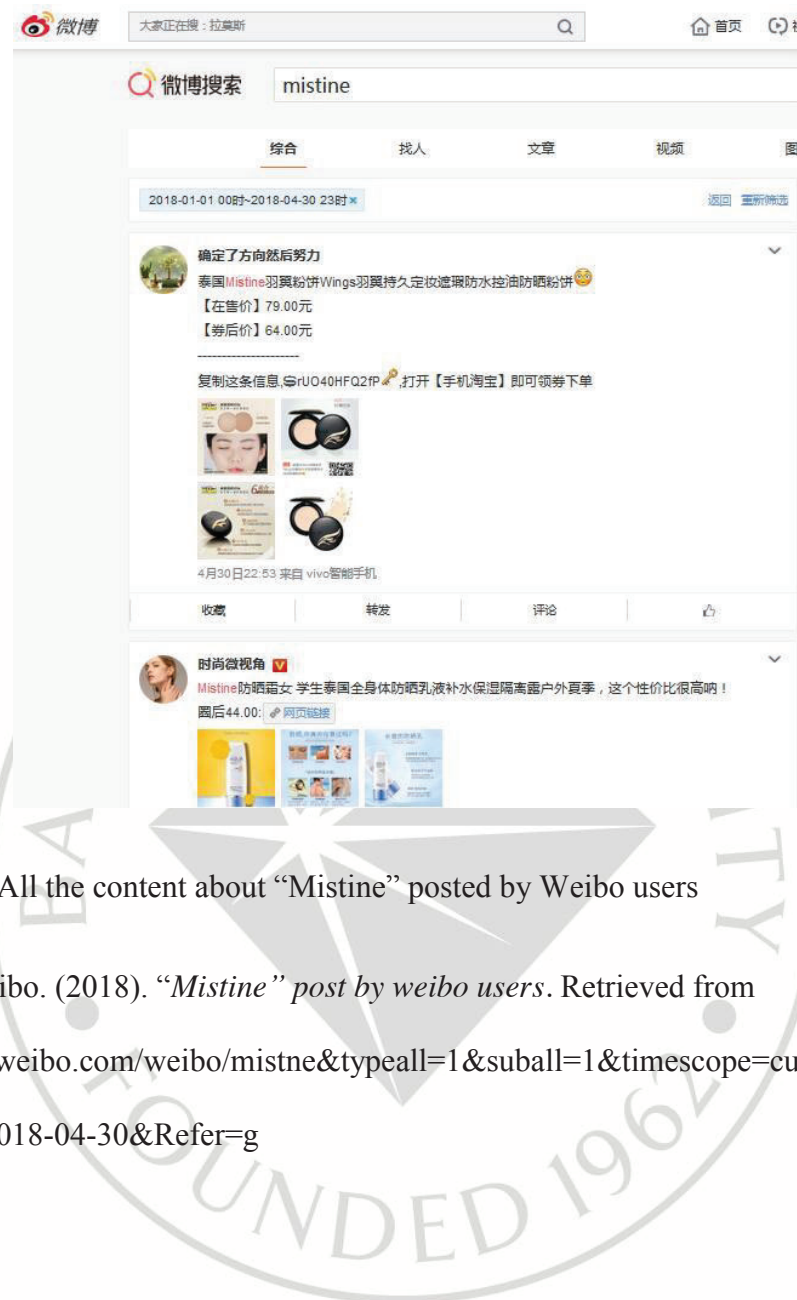 微博
大家正在搜：拉莫斯
首页
微博搜索
mistine
综合 找人 文章 视频 图
2018-01-01 00时~2018-04-30 23时×
返回 重新筛选
确定了方向然后努力
泰国Mistine羽翼粉饼Wings羽翼持久定妆遮瑕防水控油防晒粉饼
【在售价】79.00元
【券后价】64.00元
---------------------
复制这条信息,rUO40HFQ2fP,打开【手机淘宝】即可领券下单
4月30日22:53 来自 vivo智能手机
收藏 转发 评论
时尚微视角
Mistine防晒霜女 学生泰国全身体防晒乳液补水保湿隔离露户外夏季，这个性价比很高呐！
圈后44.00: 网页链接
All the content about “Mistine” posted by Weibo users
ibo. (2018). “Mistine” post by weibo users. Retrieved from
weibo.com/weibo/mistne&typeall=1&suball=1&timescope=cu
018-04-30&Refer=g
FOUNDED 1962